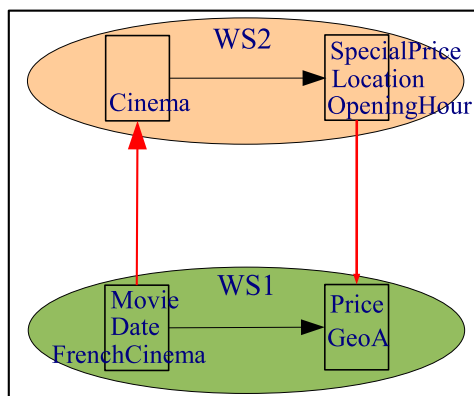 WS2
Cinema
SpecialPrice
Location
OpeningHour
WS1
Movie
Date
FrenchCinema
Price
GeoA